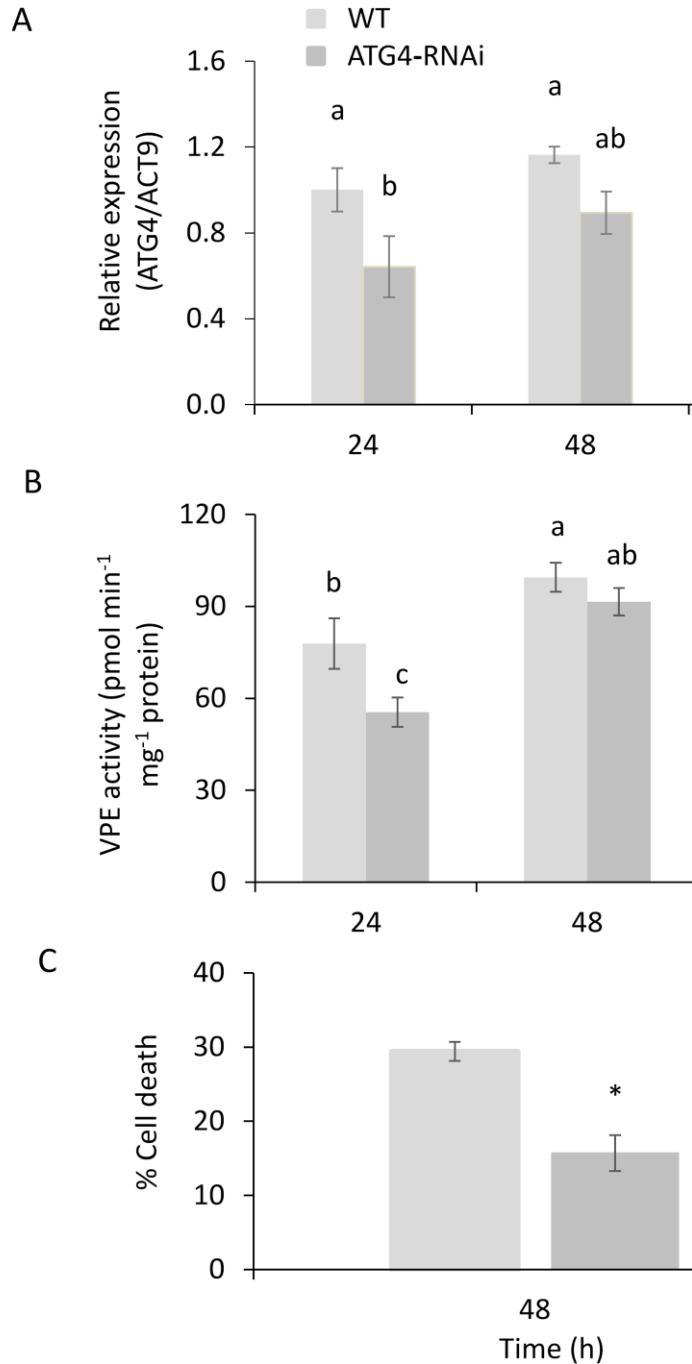 A
WT
ATG4-RNAi
Relative expression
(ATG4/ACT9)
1.6
1.2
0.8
0.4
0.0
a
b
a
ab
24
48
B
VPE activity (pmol min⁻¹
mg⁻¹ protein)
120
90
60
30
0
b
c
a
ab
24
48
C
% Cell death
40
30
20
10
0
*
48
Time (h)